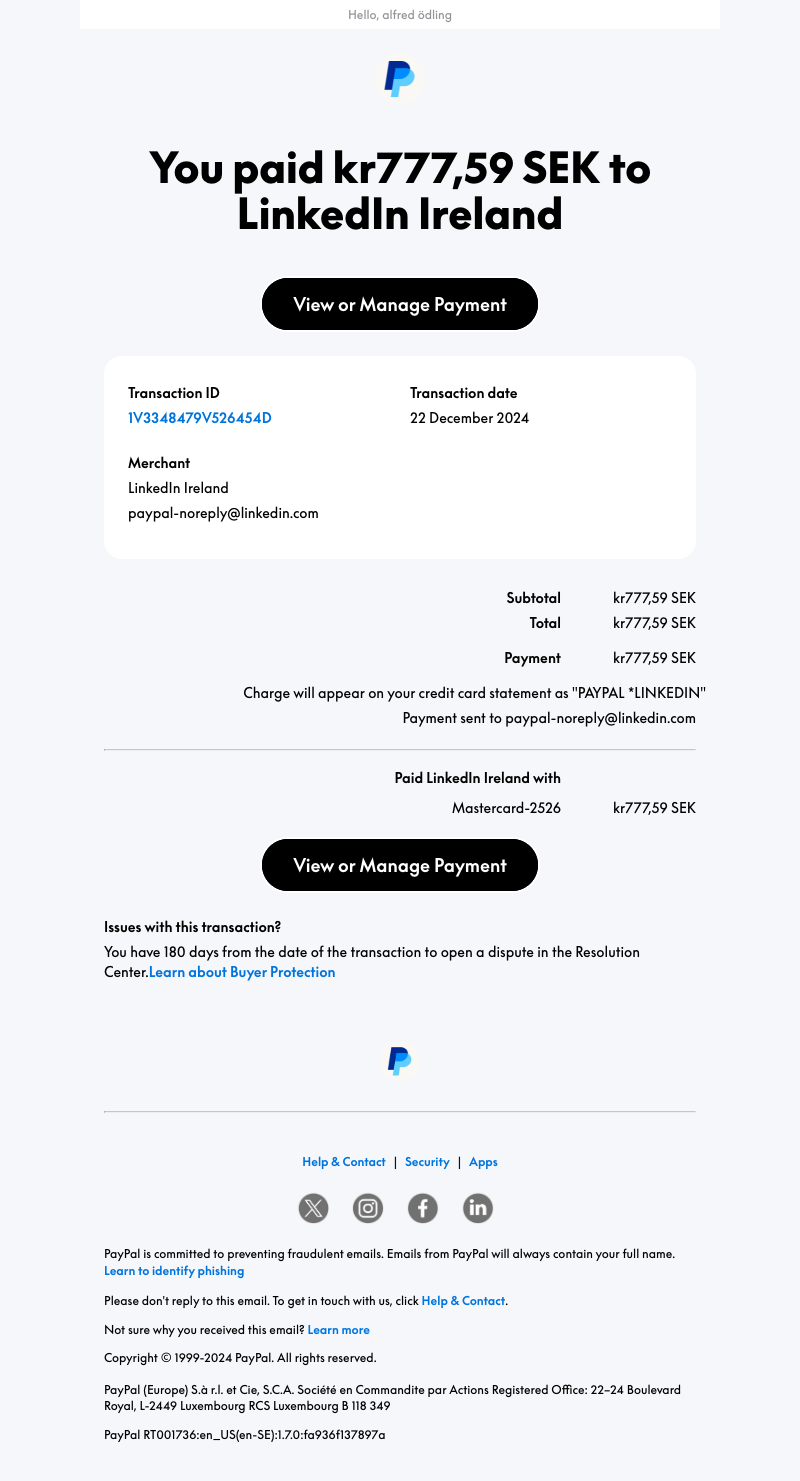 Hello, alfred ödling
You paid kr777,59 SEK to
LinkedIn Ireland
View or Manage Payment
Transaction ID
Transaction date
1V3348479V526454D
22 December 2024
Merchant
LinkedIn Ireland
paypal-noreply@linkedin.com
Subtotal kr777,59 SEK
Total kr777,59 SEK
Payment kr777,59 SEK
Charge will appear on your credit card statement as "PAYPAL *LINKEDIN"
Payment sent to paypal-noreply@linkedin.com
Paid LinkedIn Ireland with
Mastercard-2526 kr777,59 SEK
View or Manage Payment
Issues with this transaction?
You have 180 days from the date of the transaction to open a dispute in the Resolution
Center.Learn about Buyer Protection
Help & Contact | Security | Apps
PayPal is committed to preventing fraudulent emails. Emails from PayPal will always contain your full name.
Learn to identify phishing
Please don't reply to this email. To get in touch with us, click Help & Contact.
Not sure why you received this email? Learn more
Copyright © 1999-2024 PayPal. All rights reserved.
PayPal (Europe) S.à r.l. et Cie, S.C.A. Société en Commandite par Actions Registered Office: 22–24 Boulevard
Royal, L-2449 Luxembourg RCS Luxembourg B 118 349
PayPal RT001736:en_US(en-SE):1.7.0:fa936f137897a